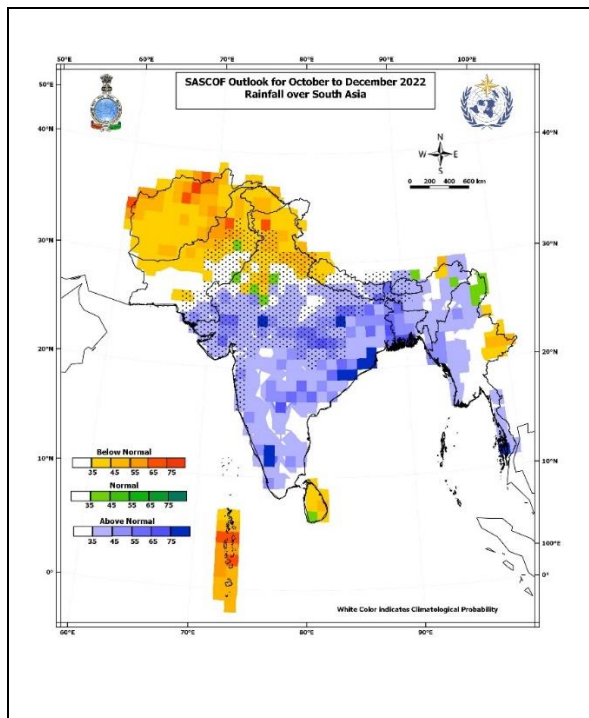 50°E 60°E 70°E 80°E 90°E 100°E
SASCOF Outlook for October to December 2022
Rainfall over South Asia
50°N
40°N
40°N
N
W E
S
0 200 400 600 km
30°N
30°N
20°N
20°N
10°N
10°N
Below Normal
35 45 55 65 75
Normal
35 45 55 65 75
Above Normal
35 45 55 65 75
100°E
0°
0°
White Color indicates Climatological Probability
60°E 70°E 80°E 90°E